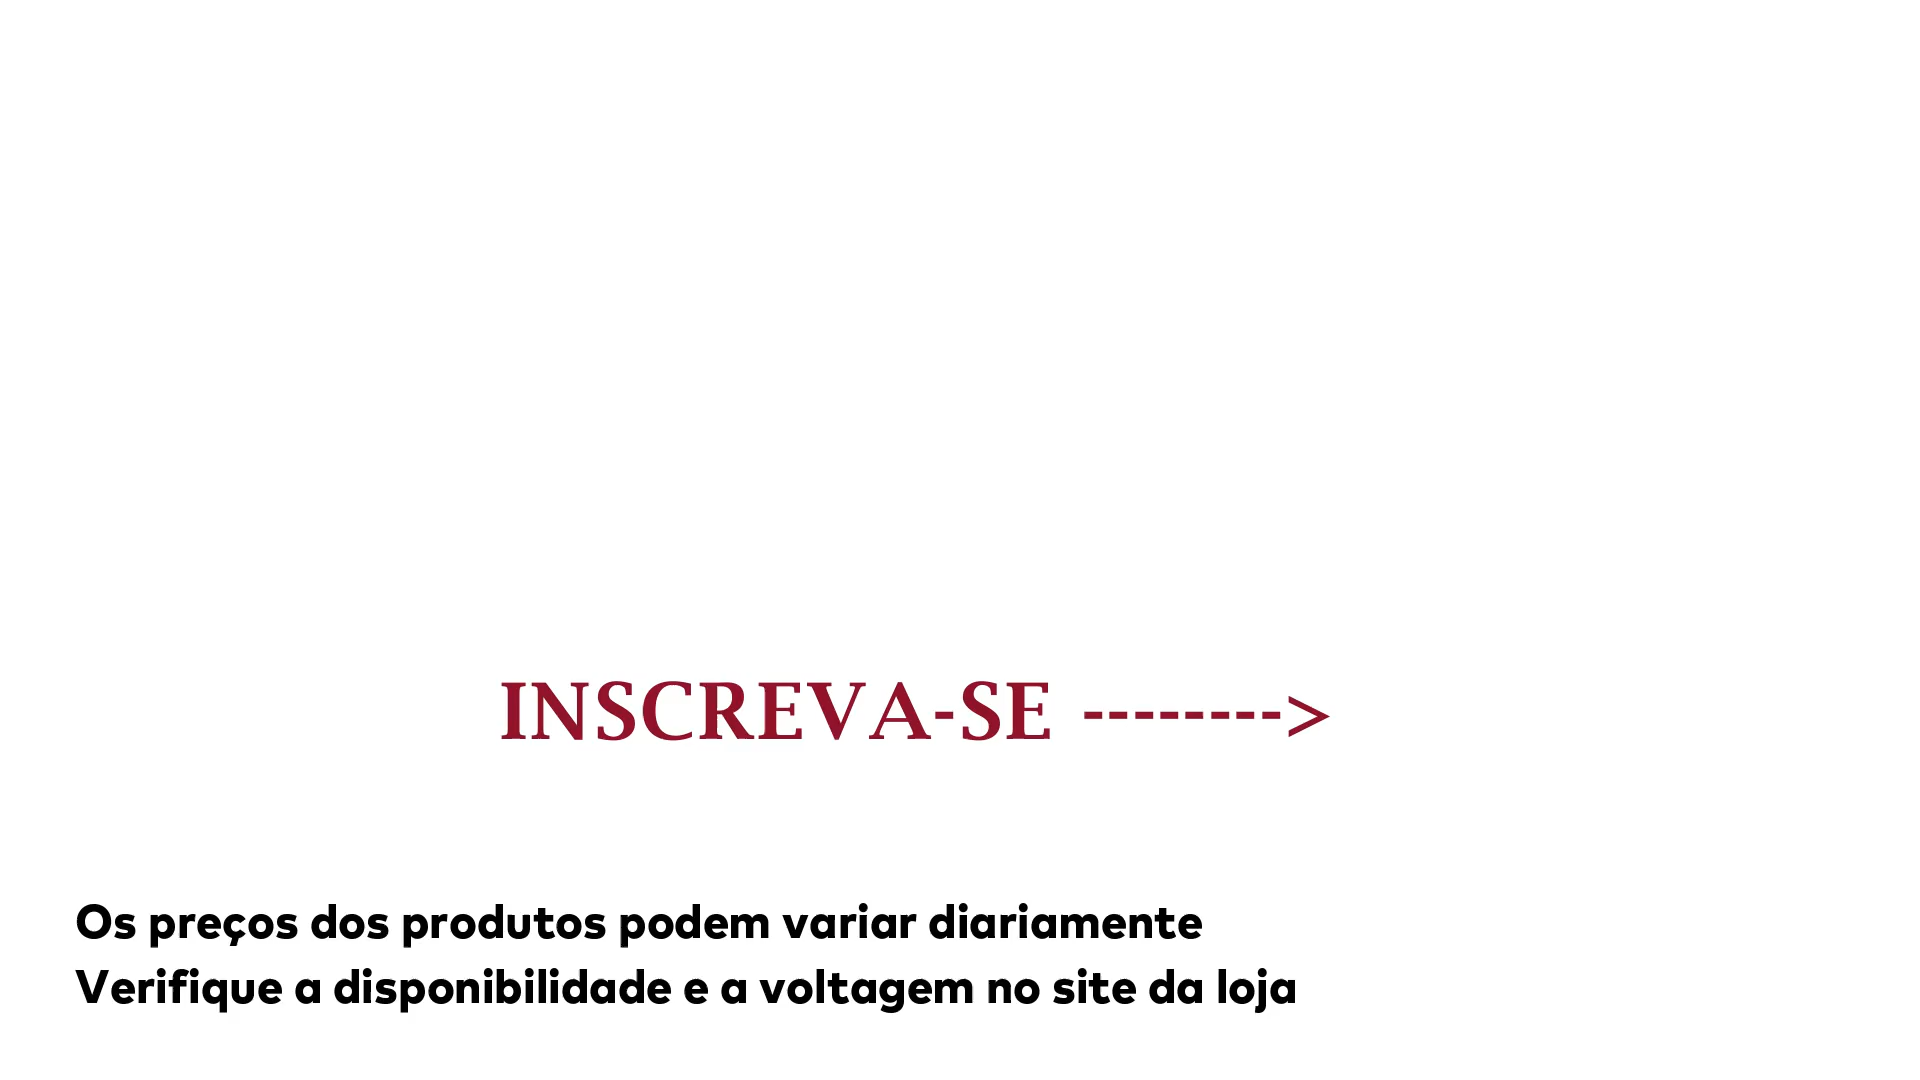 INSCREVA-SE -------->
Os preços dos produtos podem variar diariamente
Verifique a disponibilidade e a voltagem no site da loja